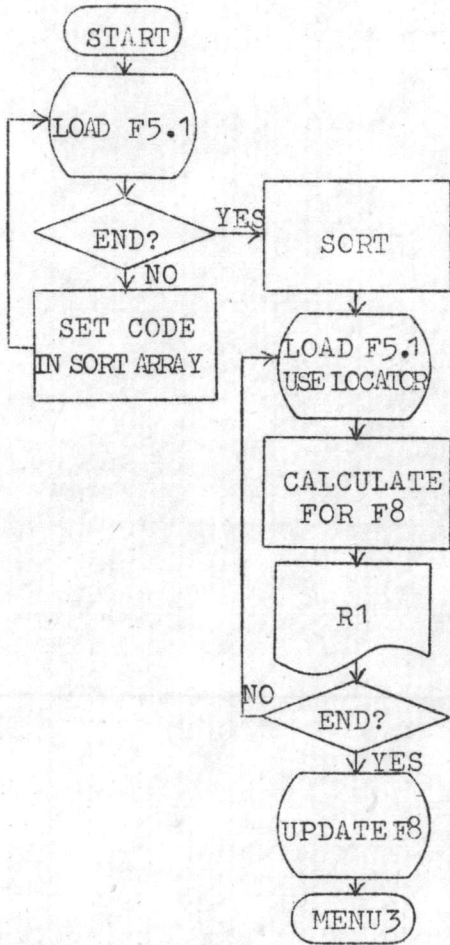 START
LOAD F5.1
END?
YES
NO
SET CODE
IN SORT ARRAY
SORT
LOAD F5.1
USE LOCATOR
CALCULATE
FOR F8
R1
NO
END?
YES
UPDATE F8
MENU3